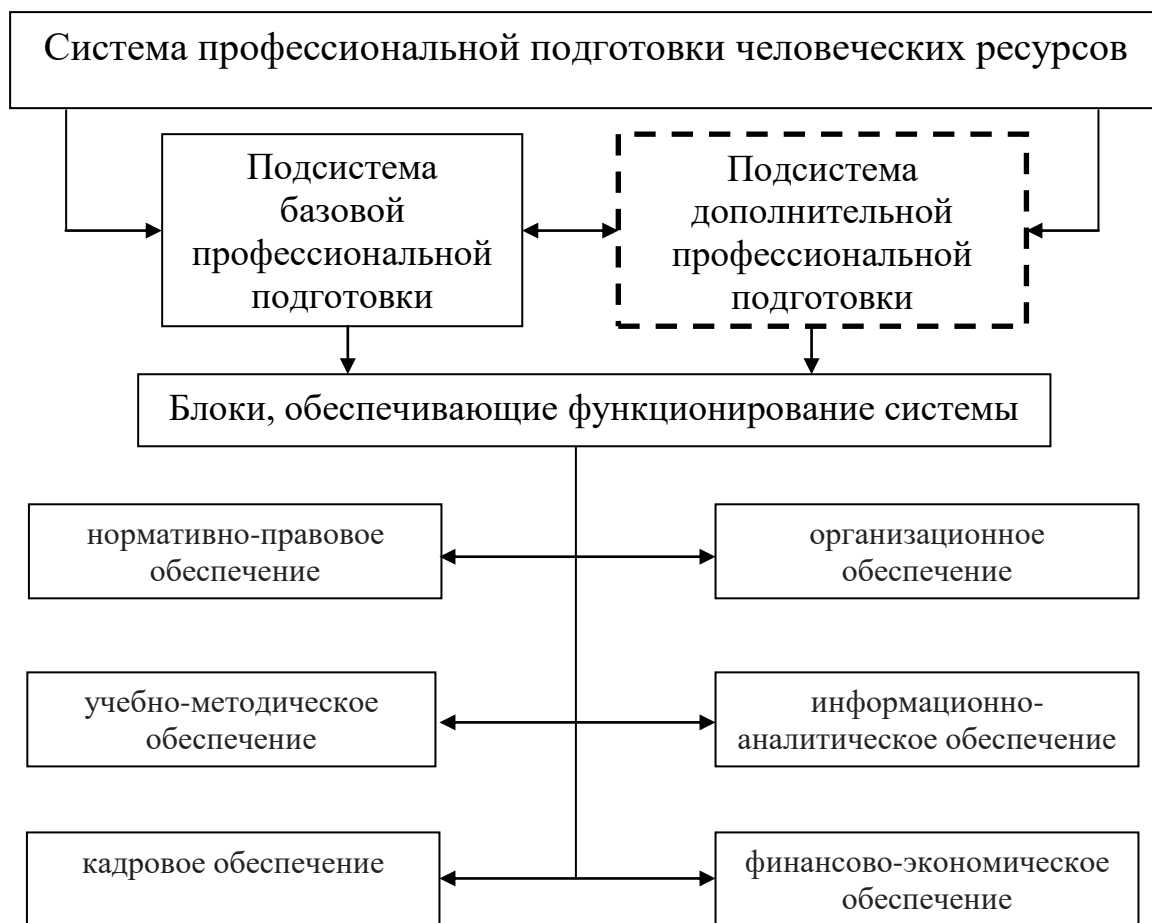 Система профессиональной подготовки человеческих ресурсов
Подсистема
базовой
профессиональной
подготовки
Подсистема
дополнительной
профессиональной
подготовки
Блоки, обеспечивающие функционирование системы
нормативно-правовое
обеспечение
организационное
обеспечение
учебно-методическое
обеспечение
информационно-
аналитическое обеспечение
кадровое обеспечение
финансово-экономическое
обеспечение